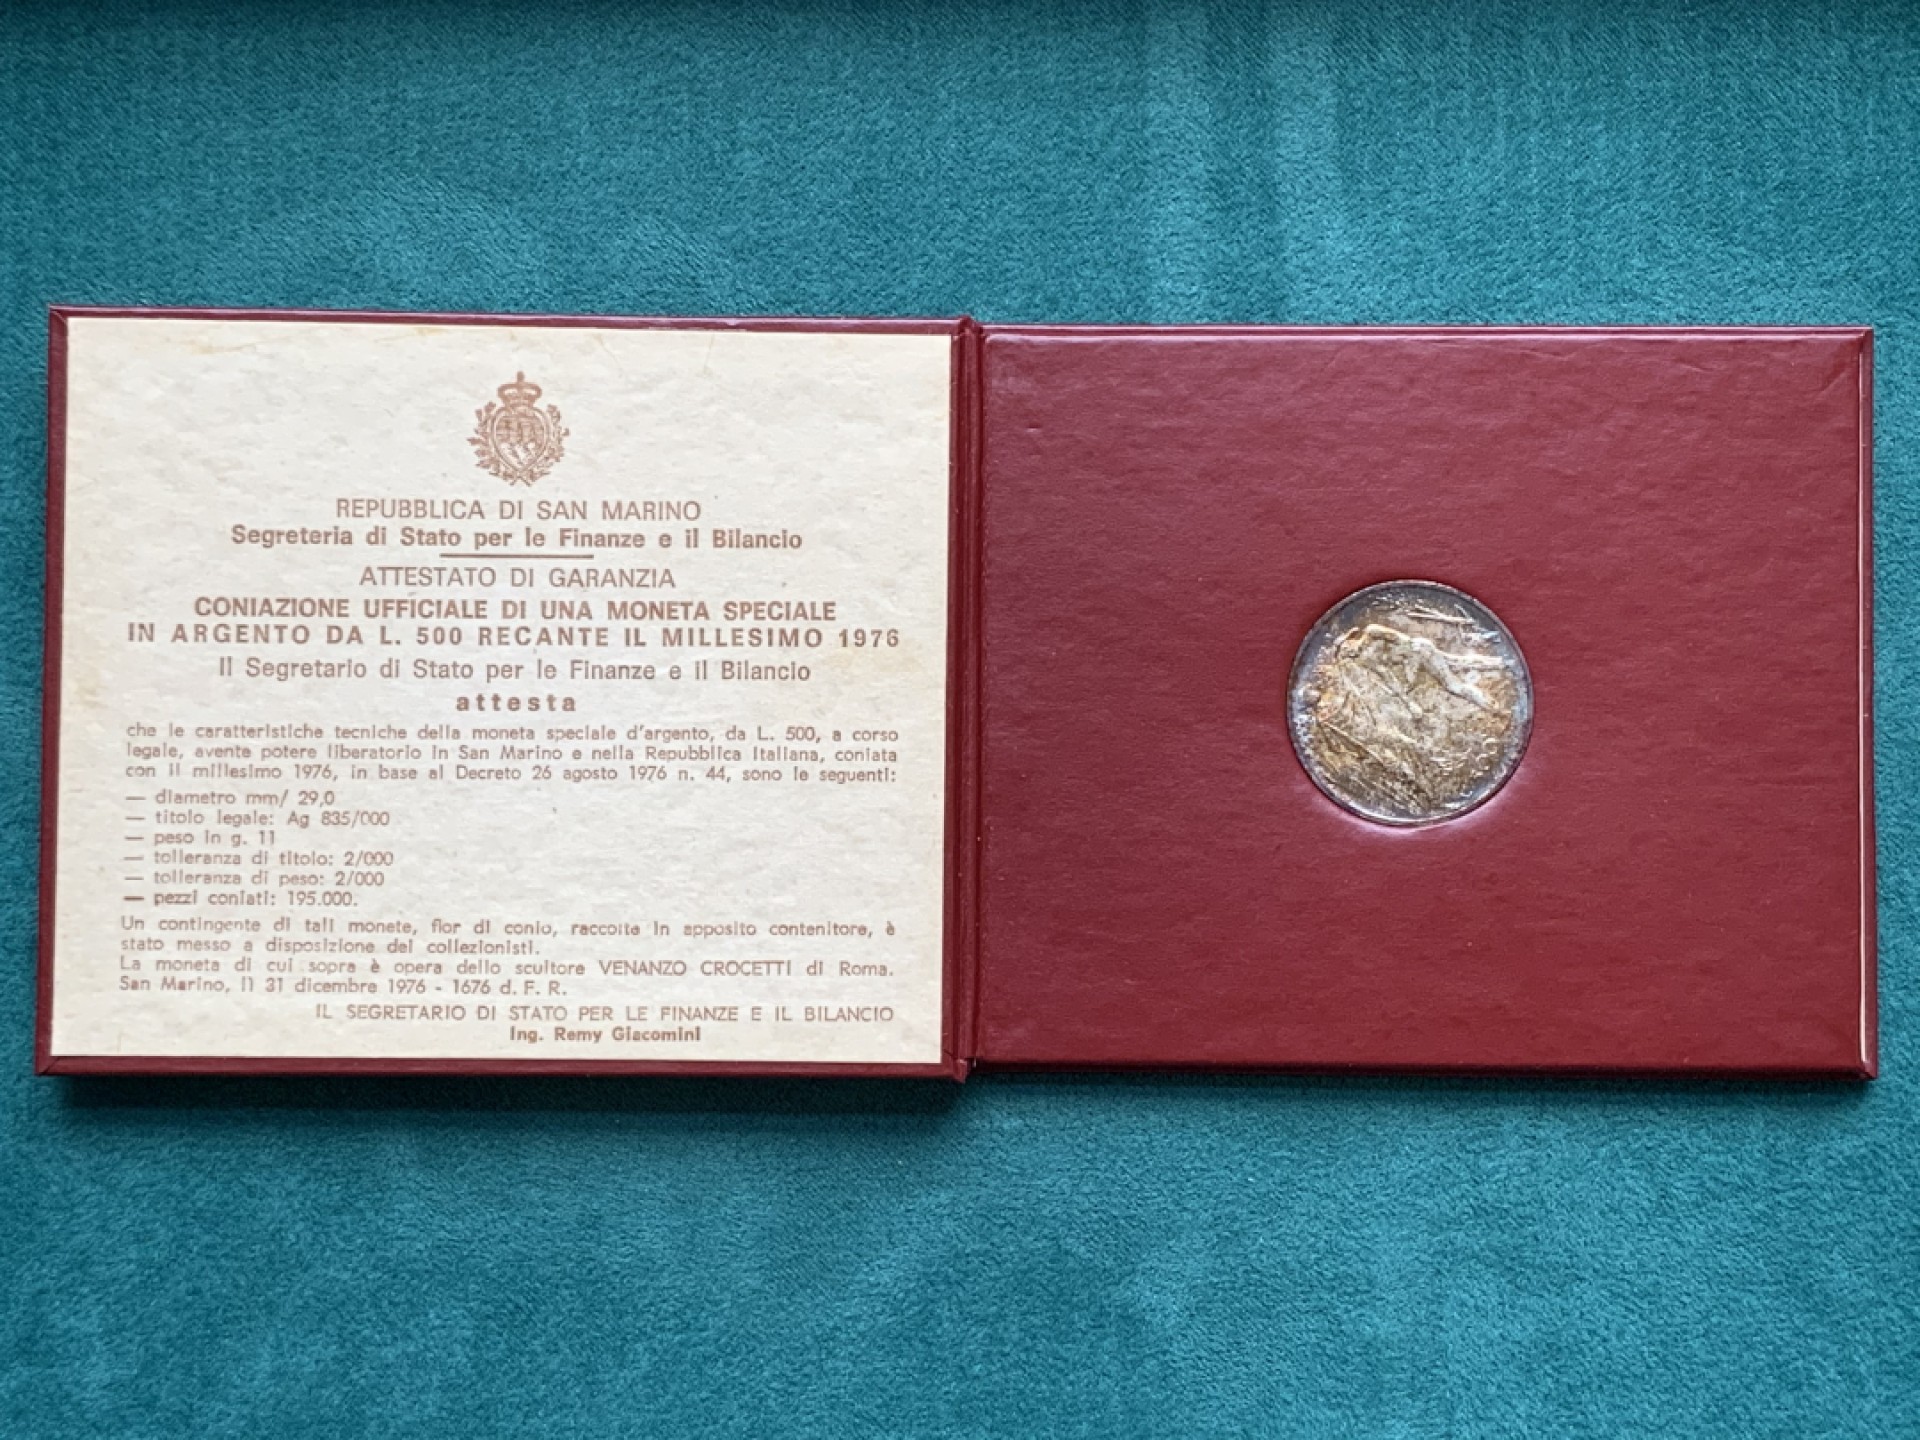 REPUBBLICA DI SAN MARINO
Segreteria di Stato per le Finanze e il Bilancio
ATTESTATO DI GARANZIA
CONIAZIONE UFFICIALE DI UNA MONETA SPECIALE
IN ARGENTO DA L. 500 RECANTE IL MILLESIMO 1976
Il Segretario di Stato per le Finanze e il Bilancio
attesta
che le caratteristiche tecniche della moneta speciale d'argento, da L. 500, a corso
legale, avente potere liberatorio in San Marino e nella Repubblica Italiana, coniata
con il millesimo 1976, in base al Decreto 26 agosto 1976 n. 44, sono le seguenti:
— diametro mm/ 29,0
— titolo legale: Ag 835/000
— peso in g. 11
— tolleranza di titolo: 2/000
— tolleranza di peso: 2/000
— pezzi coniati: 195.000.
Un contingente di tali monete, fior di conio, raccolte in apposito contenitore, è
stato messo a disposizione dei collezionisti.
La moneta di cui sopra è opera dello scultore VENANZO CROCETTI di Roma.
San Marino, il 31 dicembre 1976 - 1676 d. F. R.
IL SEGRETARIO DI STATO PER LE FINANZE E IL BILANCIO
Ing. Remy Giacomini